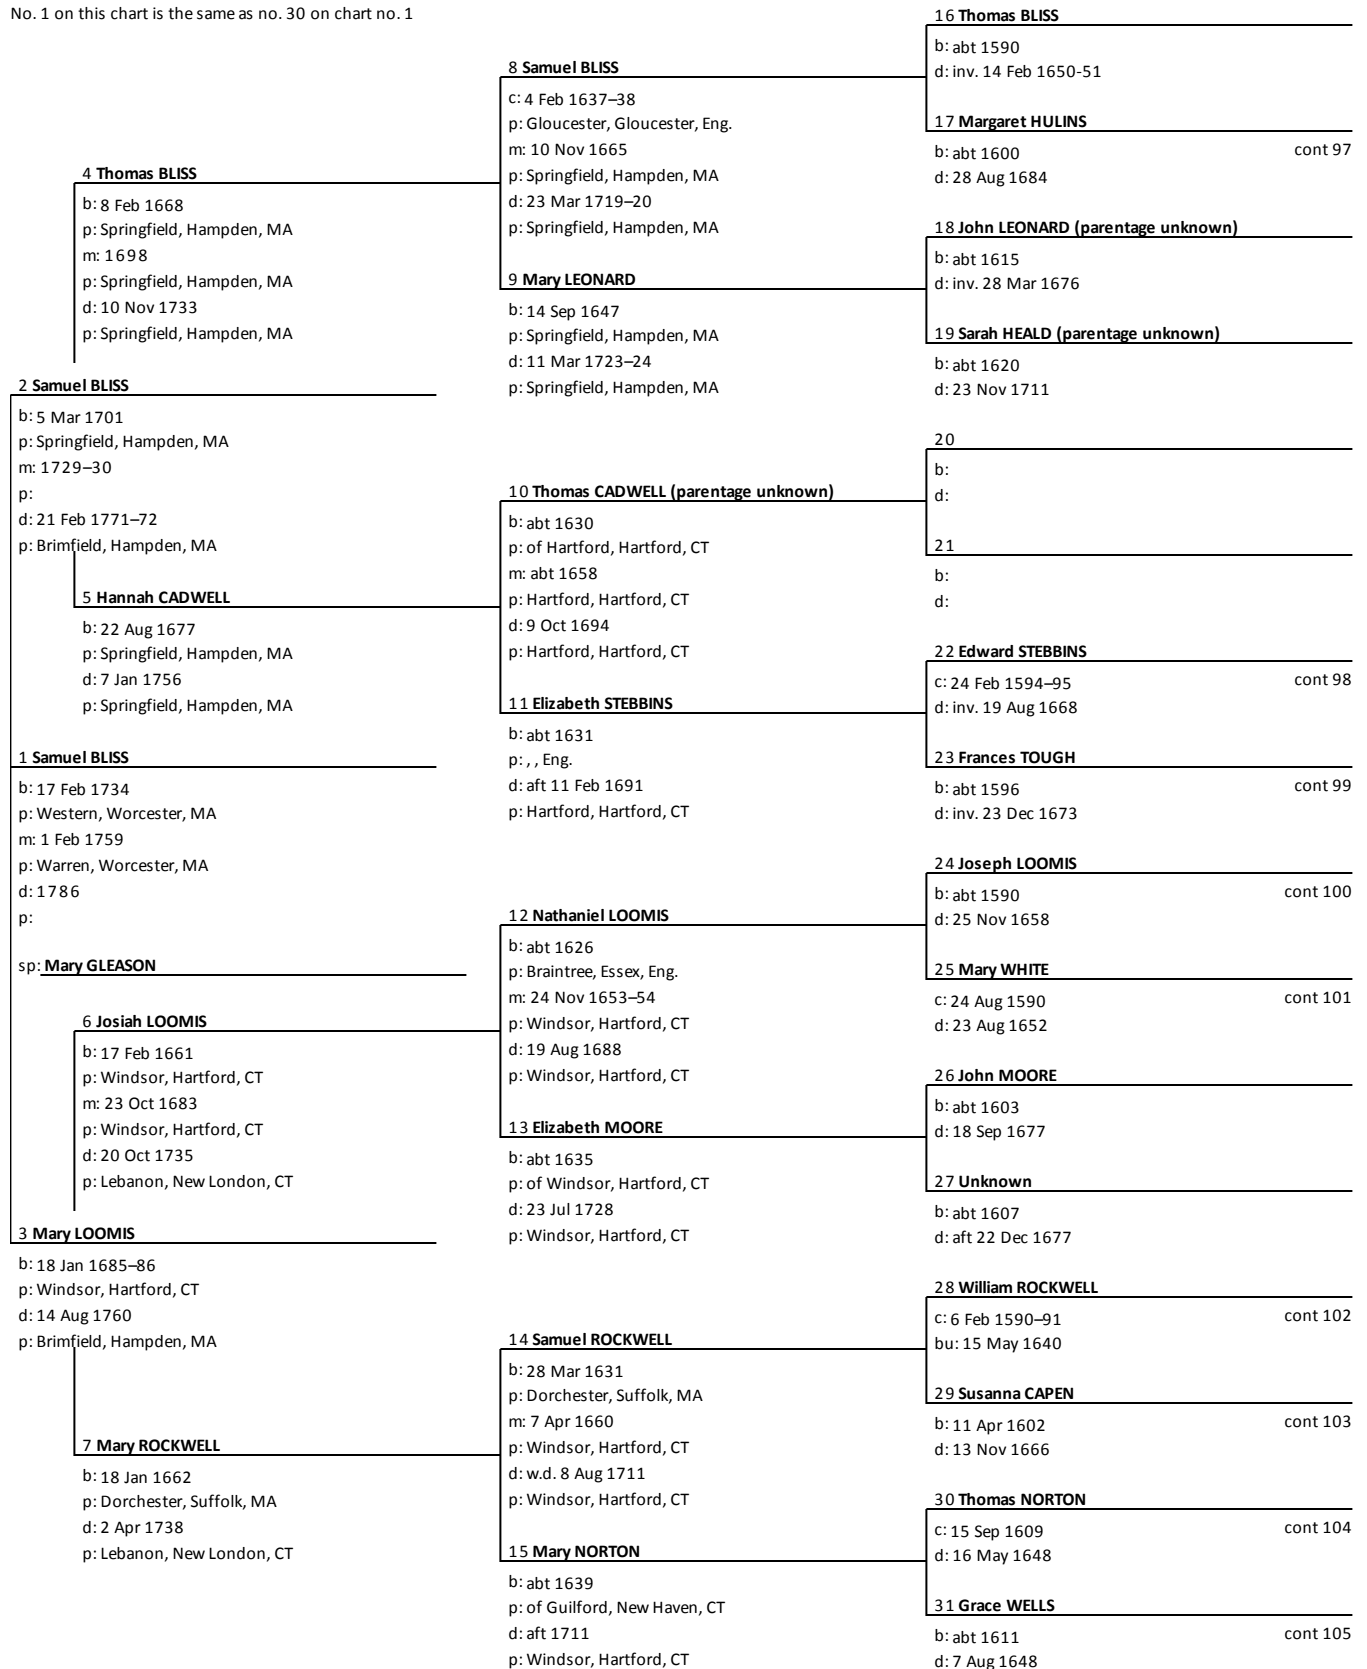 No. 1 on this chart is the same as no. 30 on chart no. 1
2 Samuel BLISS
b: 5 Mar 1701
p: Springfield, Hampden, MA
m: 1729–30
p:
d: 21 Feb 1771–72
p: Brimfield, Hampden, MA
1 Samuel BLISS
b: 17 Feb 1734
p: Western, Worcester, MA
m: 1 Feb 1759
p: Warren, Worcester, MA
d: 1786
p:
sp: Mary GLEASON
3 Mary LOOMIS
b: 18 Jan 1685–86
p: Windsor, Hartford, CT
d: 14 Aug 1760
p: Brimfield, Hampden, MA
4 Thomas BLISS
b: 8 Feb 1668
p: Springfield, Hampden, MA
m: 1698
p: Springfield, Hampden, MA
d: 10 Nov 1733
p: Springfield, Hampden, MA
5 Hannah CADWELL
b: 22 Aug 1677
p: Springfield, Hampden, MA
d: 7 Jan 1756
p: Springfield, Hampden, MA
6 Josiah LOOMIS
b: 17 Feb 1661
p: Windsor, Hartford, CT
m: 23 Oct 1683
p: Windsor, Hartford, CT
d: 20 Oct 1735
p: Lebanon, New London, CT
7 Mary ROCKWELL
b: 18 Jan 1662
p: Dorchester, Suffolk, MA
d: 2 Apr 1738
p: Lebanon, New London, CT
8 Samuel BLISS
c: 4 Feb 1637–38
p: Gloucester, Gloucester, Eng.
m: 10 Nov 1665
p: Springfield, Hampden, MA
d: 23 Mar 1719–20
p: Springfield, Hampden, MA
9 Mary LEONARD
b: 14 Sep 1647
p: Springfield, Hampden, MA
d: 11 Mar 1723–24
p: Springfield, Hampden, MA
10 Thomas CADWELL (parentage unknown)
b: abt 1630
p: of Hartford, Hartford, CT
m: abt 1658
p: Hartford, Hartford, CT
d: 9 Oct 1694
p: Hartford, Hartford, CT
11 Elizabeth STEBBINS
b: abt 1631
p: , , Eng.
d: aft 11 Feb 1691
p: Hartford, Hartford, CT
12 Nathaniel LOOMIS
b: abt 1626
p: Braintree, Essex, Eng.
m: 24 Nov 1653–54
p: Windsor, Hartford, CT
d: 19 Aug 1688
p: Windsor, Hartford, CT
13 Elizabeth MOORE
b: abt 1635
p: of Windsor, Hartford, CT
d: 23 Jul 1728
p: Windsor, Hartford, CT
14 Samuel ROCKWELL
b: 28 Mar 1631
p: Dorchester, Suffolk, MA
m: 7 Apr 1660
p: Windsor, Hartford, CT
d: w.d. 8 Aug 1711
p: Windsor, Hartford, CT
15 Mary NORTON
b: abt 1639
p: of Guilford, New Haven, CT
d: aft 1711
p: Windsor, Hartford, CT
16 Thomas BLISS
b: abt 1590
d: inv. 14 Feb 1650-51
17 Margaret HULINS
b: abt 1600 cont 97
d: 28 Aug 1684
18 John LEONARD (parentage unknown)
b: abt 1615
d: inv. 28 Mar 1676
19 Sarah HEALD (parentage unknown)
b: abt 1620
d: 23 Nov 1711
20
b:
d:
21
b:
d:
22 Edward STEBBINS
c: 24 Feb 1594–95 cont 98
d: inv. 19 Aug 1668
23 Frances TOUGH
b: abt 1596 cont 99
d: inv. 23 Dec 1673
24 Joseph LOOMIS
b: abt 1590 cont 100
d: 25 Nov 1658
25 Mary WHITE
c: 24 Aug 1590 cont 101
d: 23 Aug 1652
26 John MOORE
b: abt 1603
d: 18 Sep 1677
27 Unknown
b: abt 1607
d: aft 22 Dec 1677
28 William ROCKWELL
c: 6 Feb 1590–91 cont 102
bu: 15 May 1640
29 Susanna CAPEN
b: 11 Apr 1602 cont 103
d: 13 Nov 1666
30 Thomas NORTON
c: 15 Sep 1609 cont 104
d: 16 May 1648
31 Grace WELLS
b: abt 1611 cont 105
d: 7 Aug 1648